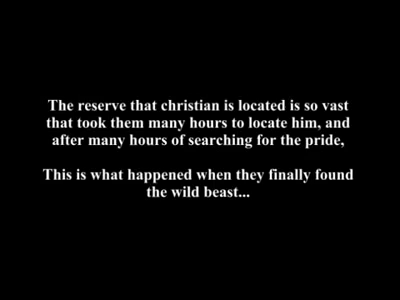 The reserve that christian is located is so vast
that took them many hours to locate him, and
after many hours of searching for the pride,
This is what happened when they finally found
the wild beast...